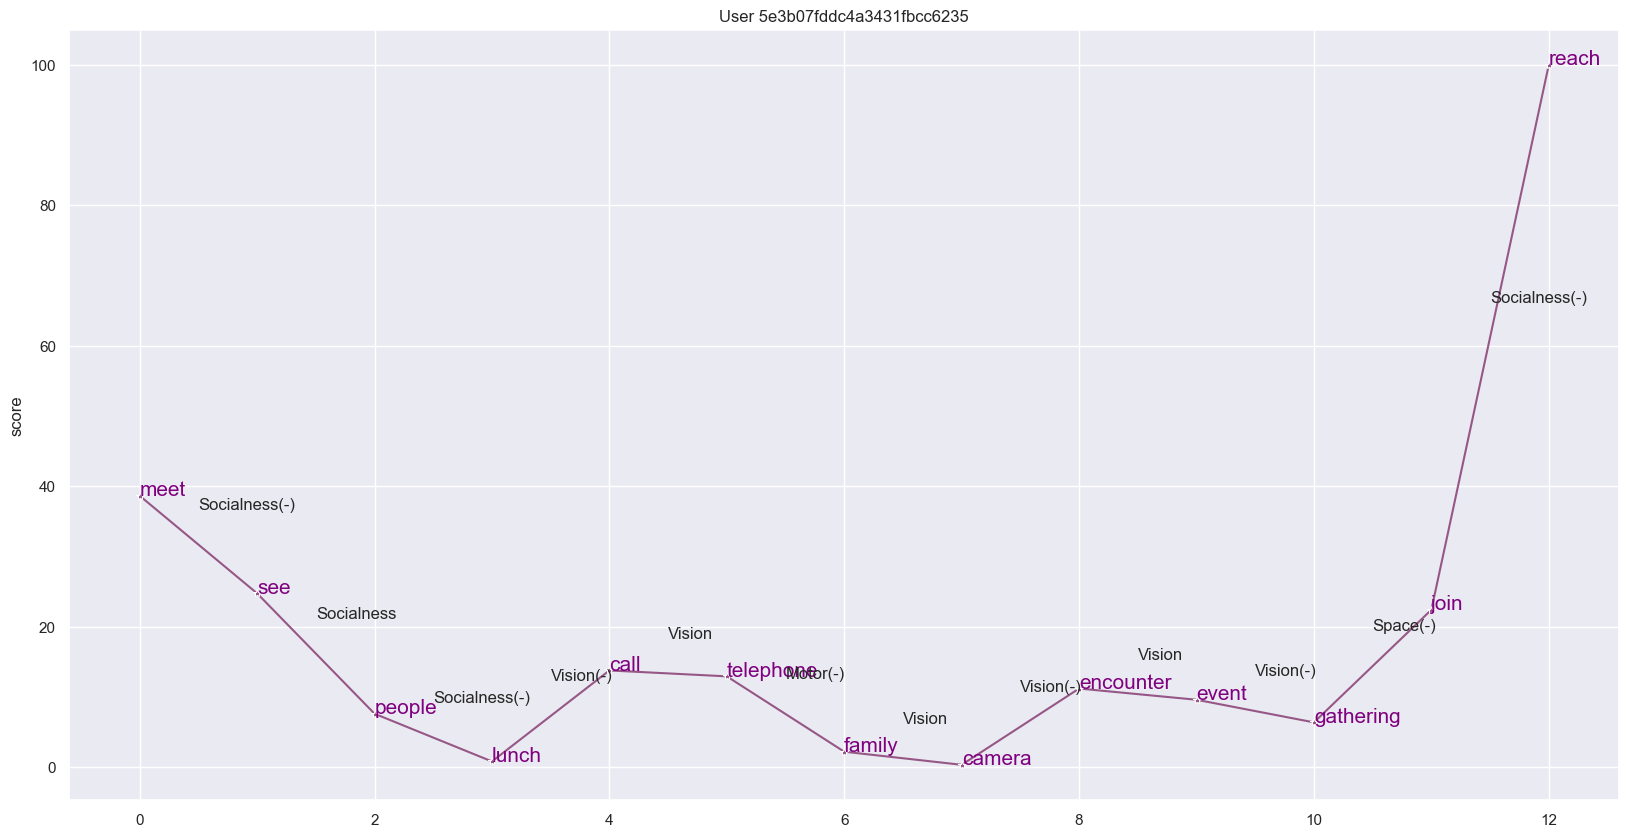 User 5e3b07fddc4a3431fbcc6235
score
100
80
60
40
20
0
0
2
4
6
8
10
12
meet
Socialness(-)
see
Socialness
people
Socialness(-)
lunch
Vision(-)
call
Vision
telephone
Motor(-)
family
Vision
camera
Vision(-)
encounter
Vision
event
Vision(-)
gathering
Space(-)
join
Socialness(-)
reach